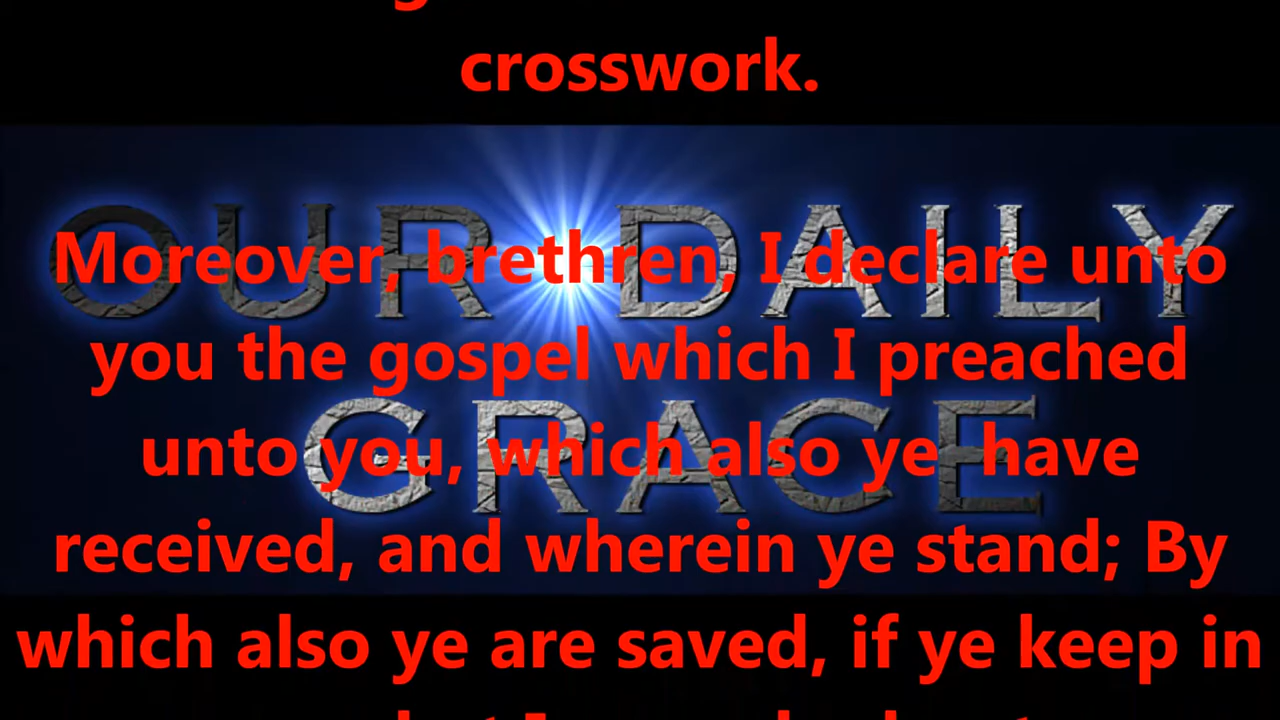 crosswork.
OUR DAILY
GRACE
Moreover, brethren, I declare unto
you the gospel which I preached
unto you, which also ye have
received, and wherein ye stand; By
which also ye are saved, if ye keep in